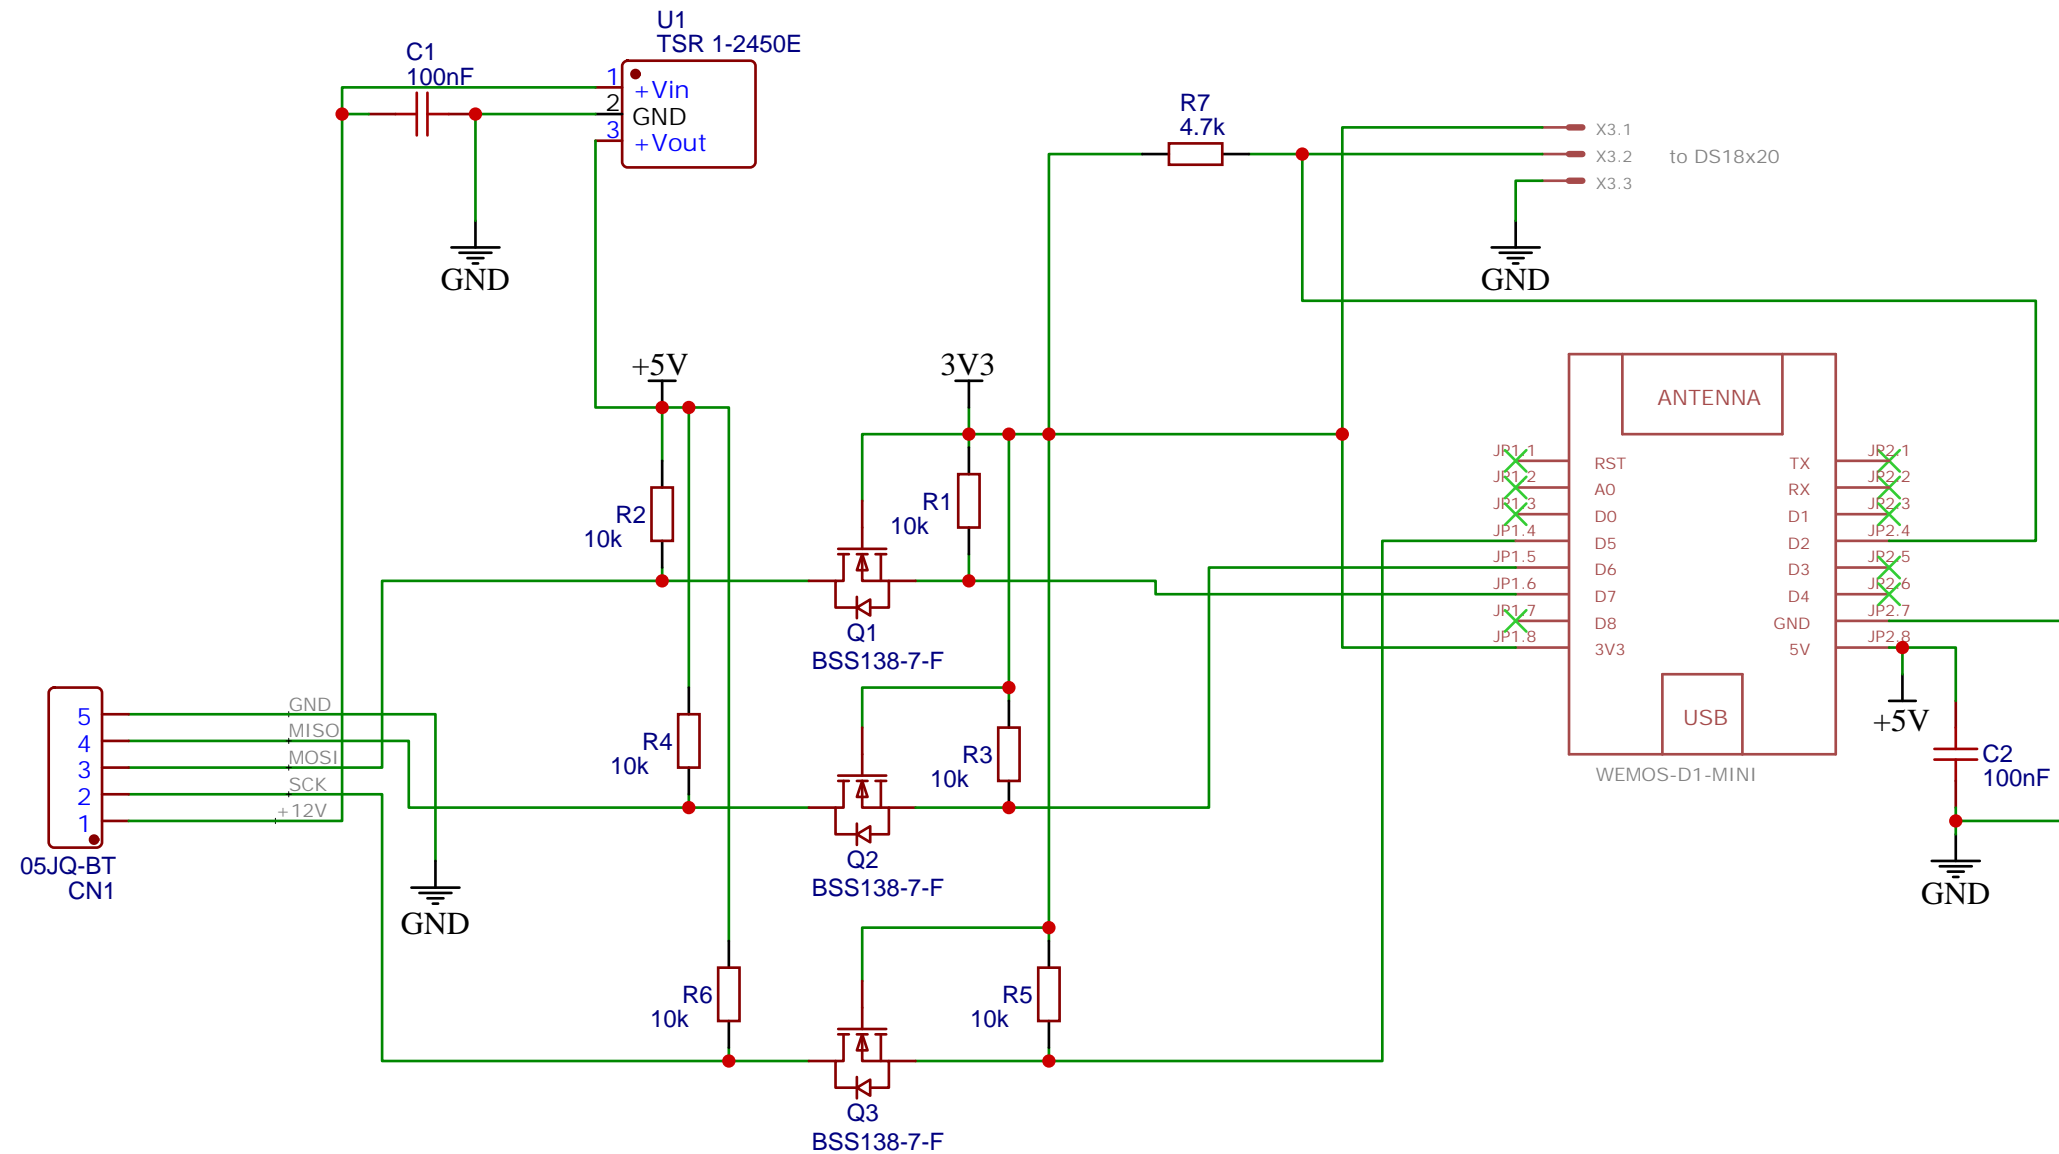 U1
TSR 1-2450E
C1
100nF
1
+Vin
2
GND
3
+Vout
GND
R7
4.7k
X3.1
X3.2
to DS18x20
X3.3
GND
+5V
3V3
R2
10k
R1
10k
Q1
BSS138-7-F
R4
10k
R3
10k
Q2
BSS138-7-F
R6
10k
R5
10k
Q3
BSS138-7-F
ANTENNA
JP1.1
RST
TX
JP2.1
JP1.2
A0
RX
JP2.2
JP1.3
D0
D1
JP2.3
JP1.4
D5
D2
JP2.4
JP1.5
D6
D3
JP2.5
JP1.6
D7
D4
JP2.6
JP1.7
D8
GND
JP2.7
JP1.8
3V3
5V
JP2.8
USB
WEMOS-D1-MINI
+5V
C2
100nF
GND
5
GND
4
MISO
3
MOSI
2
SCK
1
+12V
05JQ-BT
CN1
GND